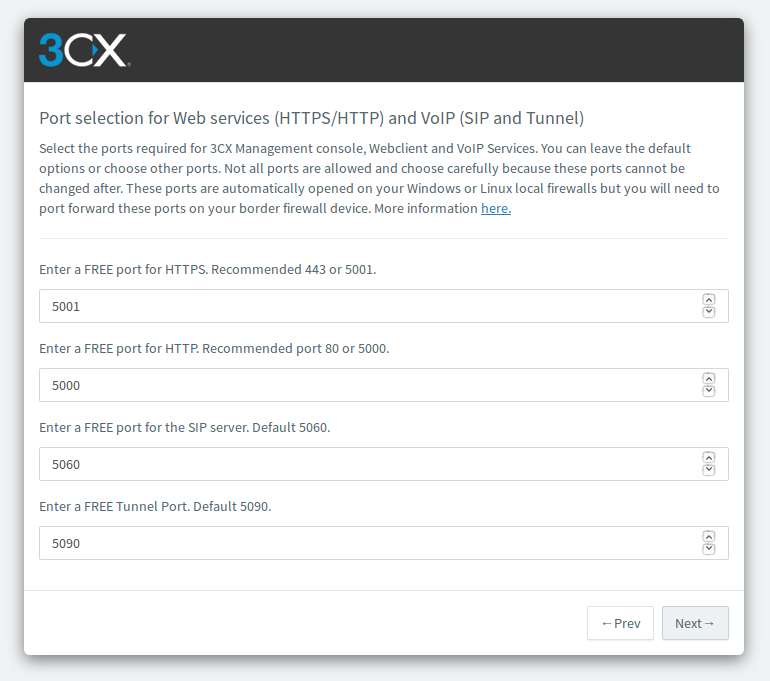 3CX®
Port selection for Web services (HTTPS/HTTP) and VoIP (SIP and Tunnel)
Select the ports required for 3CX Management console, Webclient and VoIP Services. You can leave the default
options or choose other ports. Not all ports are allowed and choose carefully because these ports cannot be
changed after. These ports are automatically opened on your Windows or Linux local firewalls but you will need to
port forward these ports on your border firewall device. More information here.
Enter a FREE port for HTTPS. Recommended 443 or 5001.
5001
Enter a FREE port for HTTP. Recommended port 80 or 5000.
5000
Enter a FREE port for the SIP server. Default 5060.
5060
Enter a FREE Tunnel Port. Default 5090.
5090
←Prev Next→